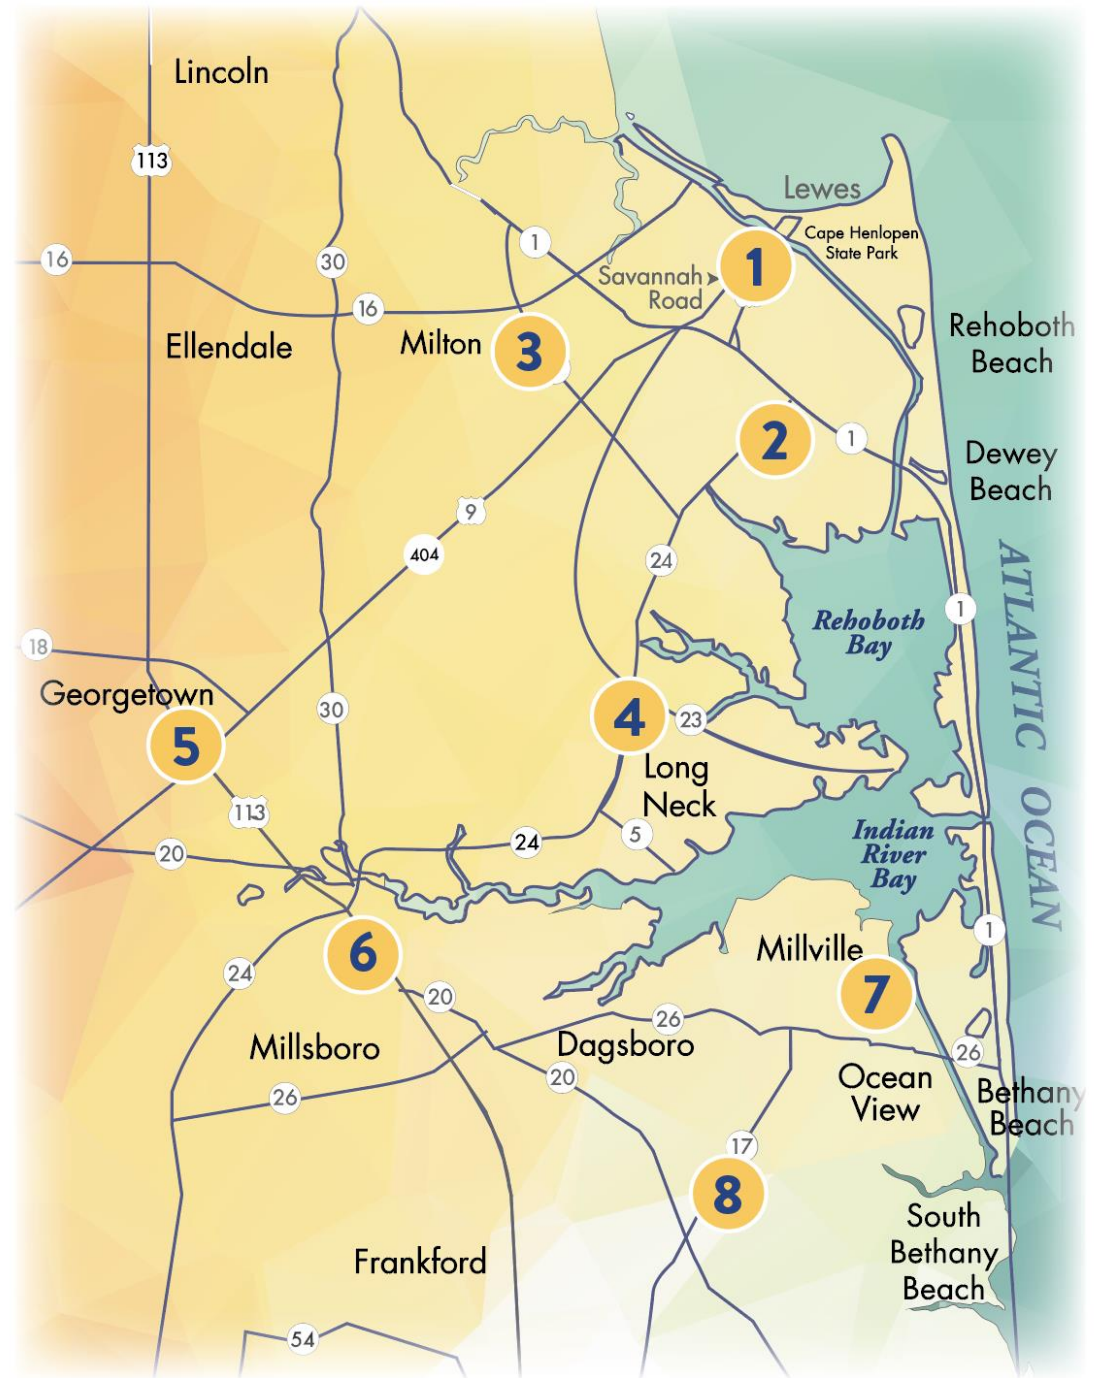 Lincoln
113
Lewes
Cape Henlopen
State Park
1
1
30
16
Savannah
Road
16
Ellendale
Milton
3
Rehoboth
Beach
2
1
Dewey
Beach
9
404
24
ATLANTIC OCEAN
1
Rehoboth
Bay
18
Georgetown
5
30
4
23
Long
Neck
113
5
24
20
Indian
River
Bay
1
6
24
20
Millville
7
26
Millsboro
Dagsboro
26
20
26
Ocean
View
Bethany
Beach
17
8
South
Bethany
Beach
Frankford
54